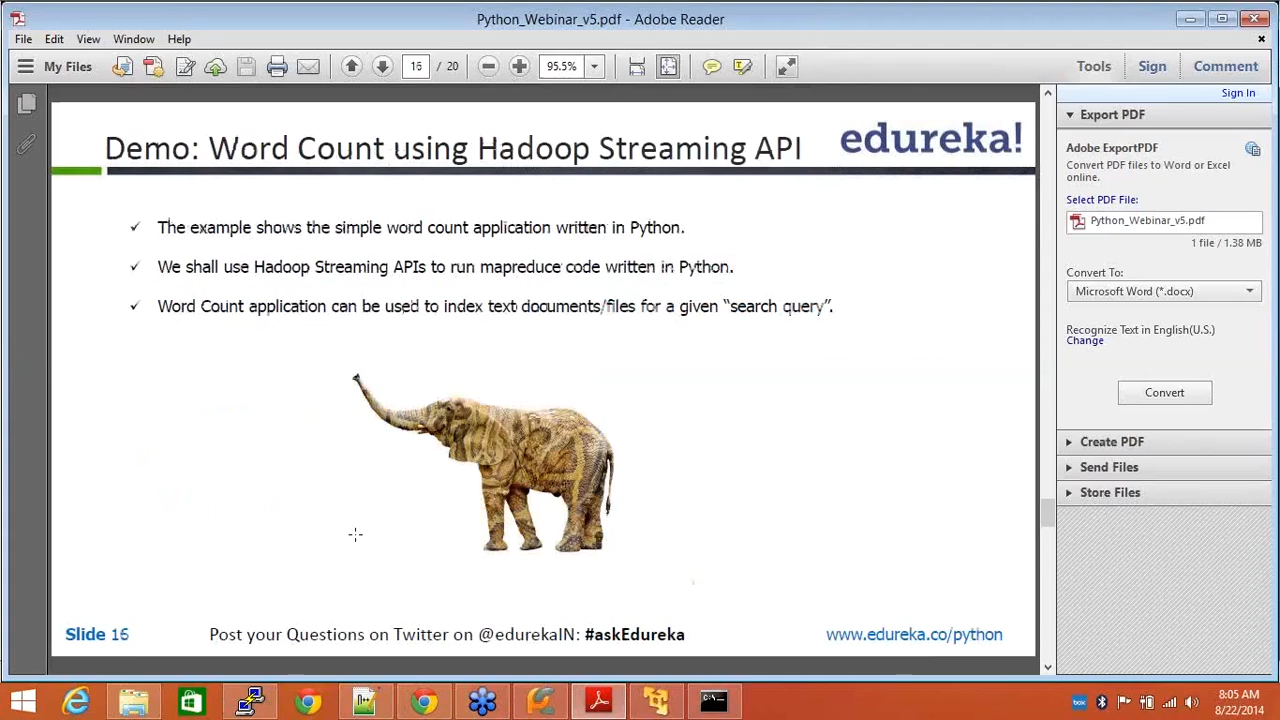 Python_Webinar_v5.pdf - Adobe Reader
File Edit View Window Help
My Files 16 / 20 95.5% Tools Sign Comment
Sign In
Demo: Word Count using Hadoop Streaming API
edureka!
The example shows the simple word count application written in Python.
We shall use Hadoop Streaming APIs to run mapreduce code written in Python.
Word Count application can be used to index text documents/files for a given “search query”.
Slide 16 Post your Questions on Twitter on @edurekaIN: #askEdureka www.edureka.co/python
Export PDF
Adobe ExportPDF
Convert PDF files to Word or Excel
online.
Select PDF File:
Python_Webinar_v5.pdf
1 file / 1.38 MB
Convert To:
Microsoft Word (*.docx)
Recognize Text in English(U.S.)
Change
Convert
Create PDF
Send Files
Store Files
box
8:05 AM
8/22/2014